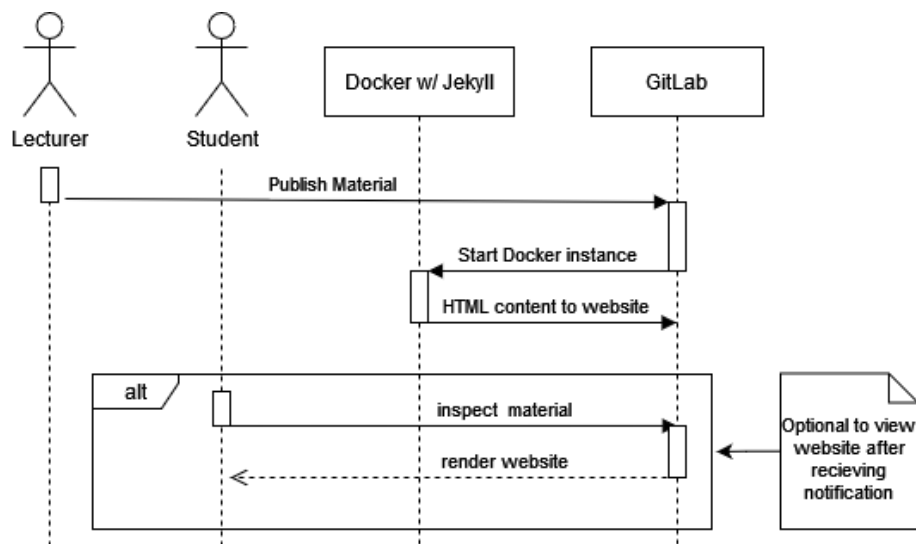 Lecturer
Student
Docker w/ Jekyll
GitLab
Publish Material
Start Docker instance
HTML content to website
alt
inspect material
render website
Optional to view
website after
recieving
notification